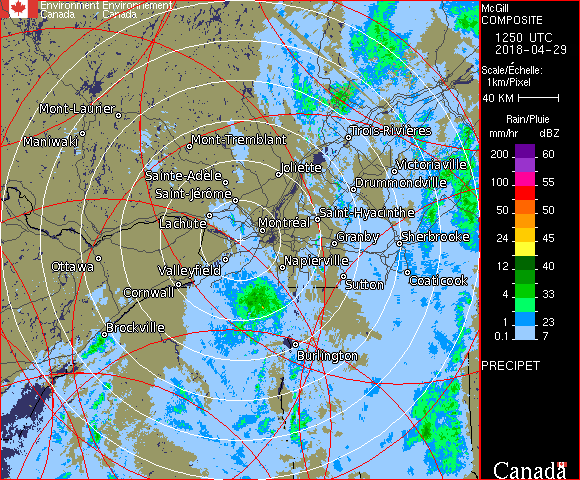 Environment Environnement
Canada Canada
McGill
COMPOSITE
1250 UTC
2018-04-29
Scale/Échelle:
1km/Pixel
40 KM
Rain/Pluie
mm/hr dBZ
200 60
150 57
100 55
50 50
24 45
12 40
4 33
2 23
0.1 7
PRECIPET
Canada
Mont-Laurier
Maniwaki
Mont-Tremblant
Trois-Rivières
Joliette
Victoriaville
Sainte-Adèle
Drummondville
Saint-Jérôme
Lachute
Saint-Hyacinthe
Montréal
Granby
Sherbrooke
Ottawa
Valleyfield
Napierville
Coaticook
Sutton
Cornwall
Brockville
Burlington